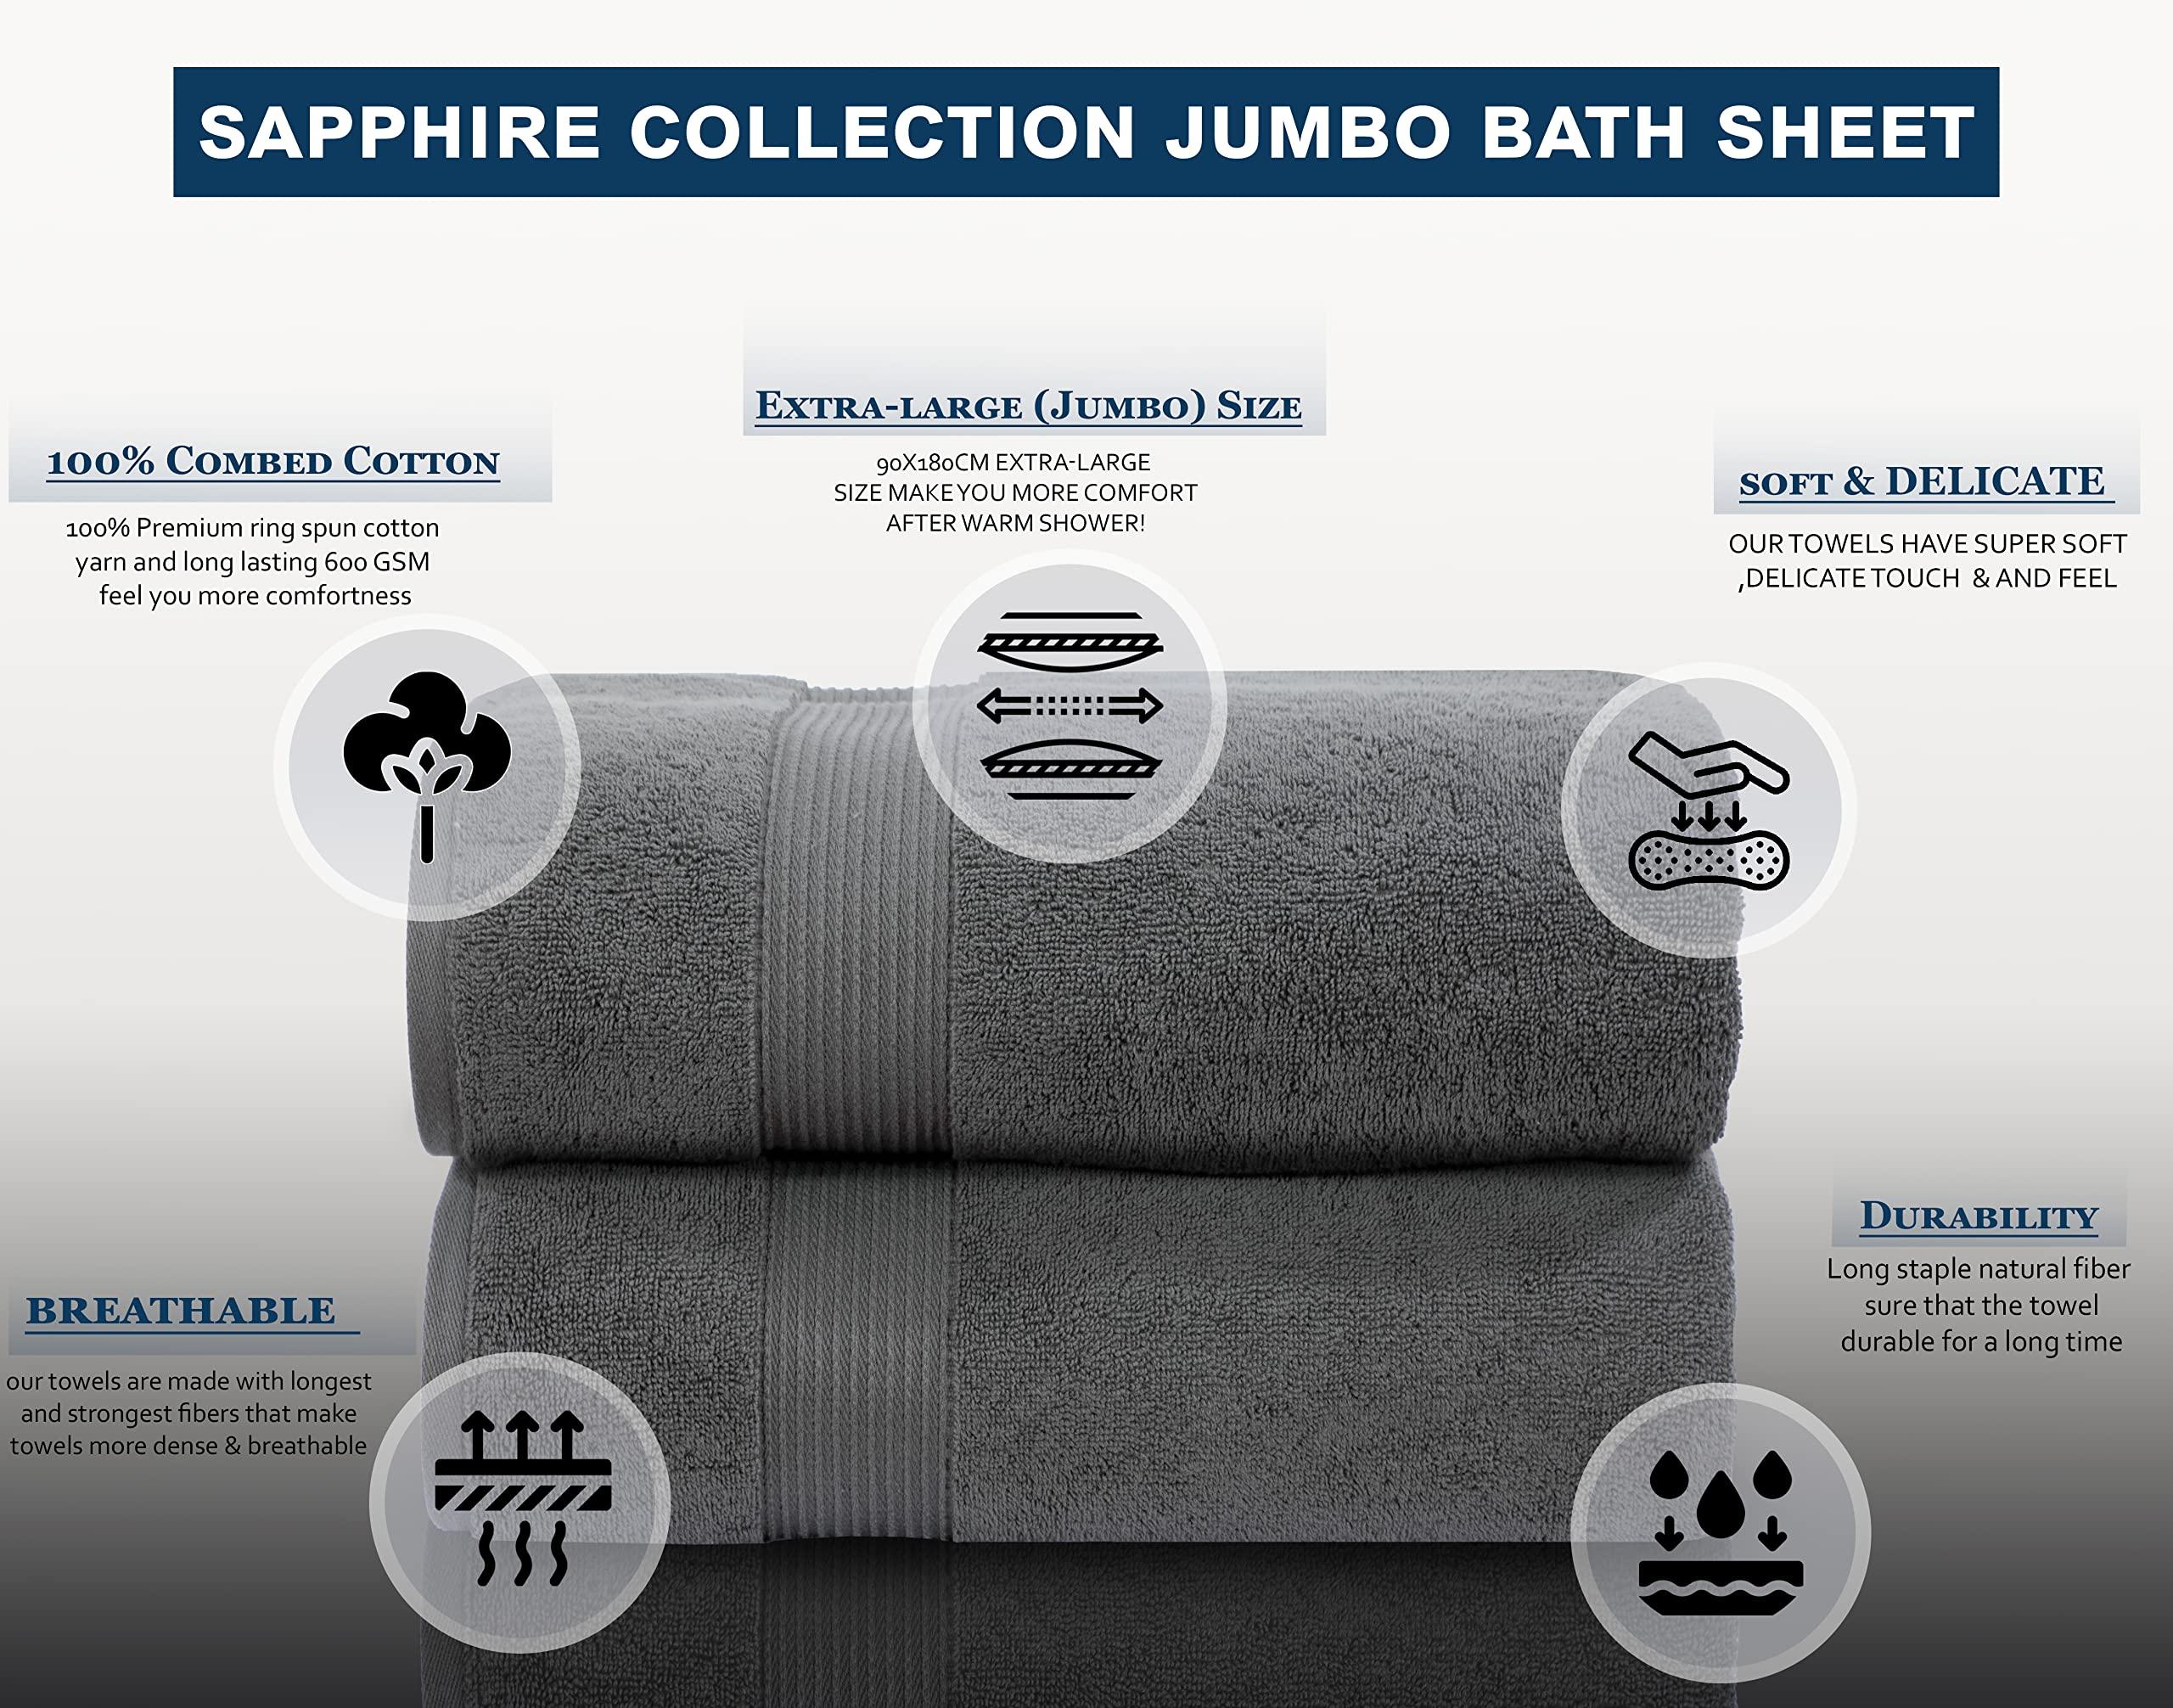 SAPPHIRE COLLECTION JUMBO BATH SHEET
EXTRA-LARGE (JUMBO) SIZE
90X180CM EXTRA-LARGE
SIZE MAKE YOU MORE COMFORT
AFTER WARM SHOWER!
100% COMBED COTTON
100% Premium ring spun cotton
yarn and long lasting 600 GSM
feel you more comfortness
SOFT & DELICATE
OUR TOWELS HAVE SUPER SOFT
,DELICATE TOUCH & AND FEEL
DURABILITY
Long staple natural fiber
sure that the towel
durable for a long time
BREATHABLE
our towels are made with longest
and strongest fibers that make
towels more dense & breathable